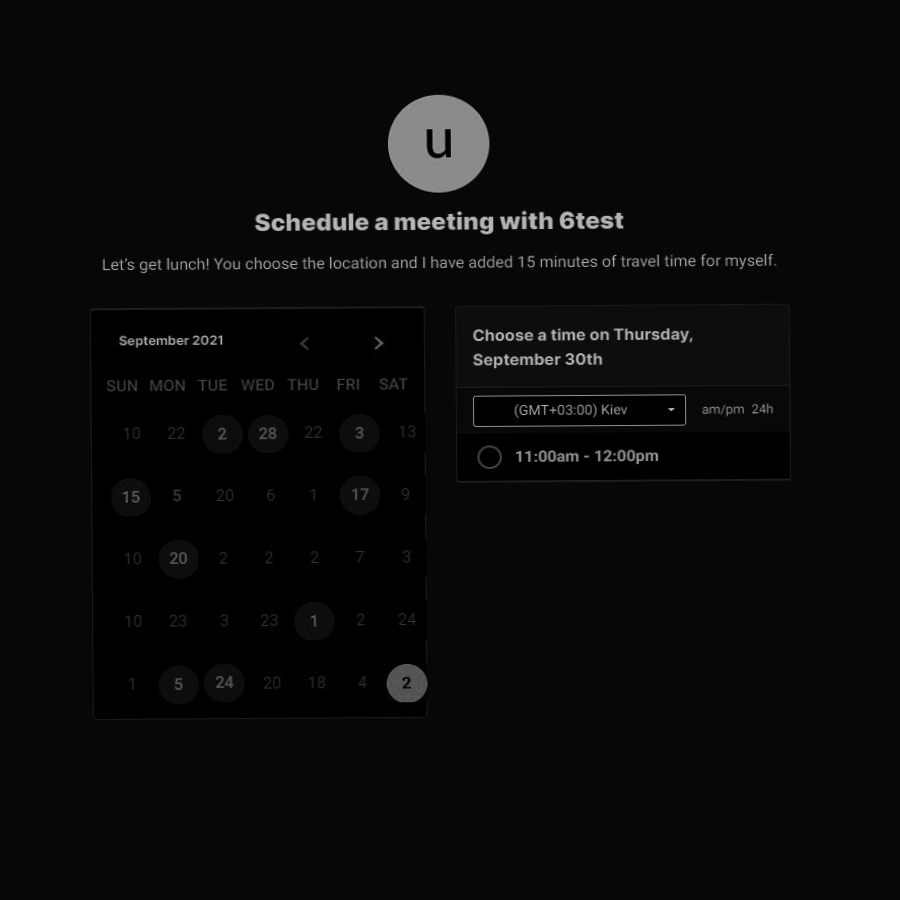 u
Schedule a meeting with 6test
Let's get lunch! You choose the location and I have added 15 minutes of travel time for myself.
September 2021
SUN MON TUE WED THU FRI SAT
10 22 2 28 22 3 13
15 5 20 6 1 17 9
10 20 2 2 2 7 3
10 23 3 23 1 2 24
1 5 24 20 18 4 2
Choose a time on Thursday,
September 30th
(GMT+03:00) Kiev am/pm 24h
11:00am - 12:00pm